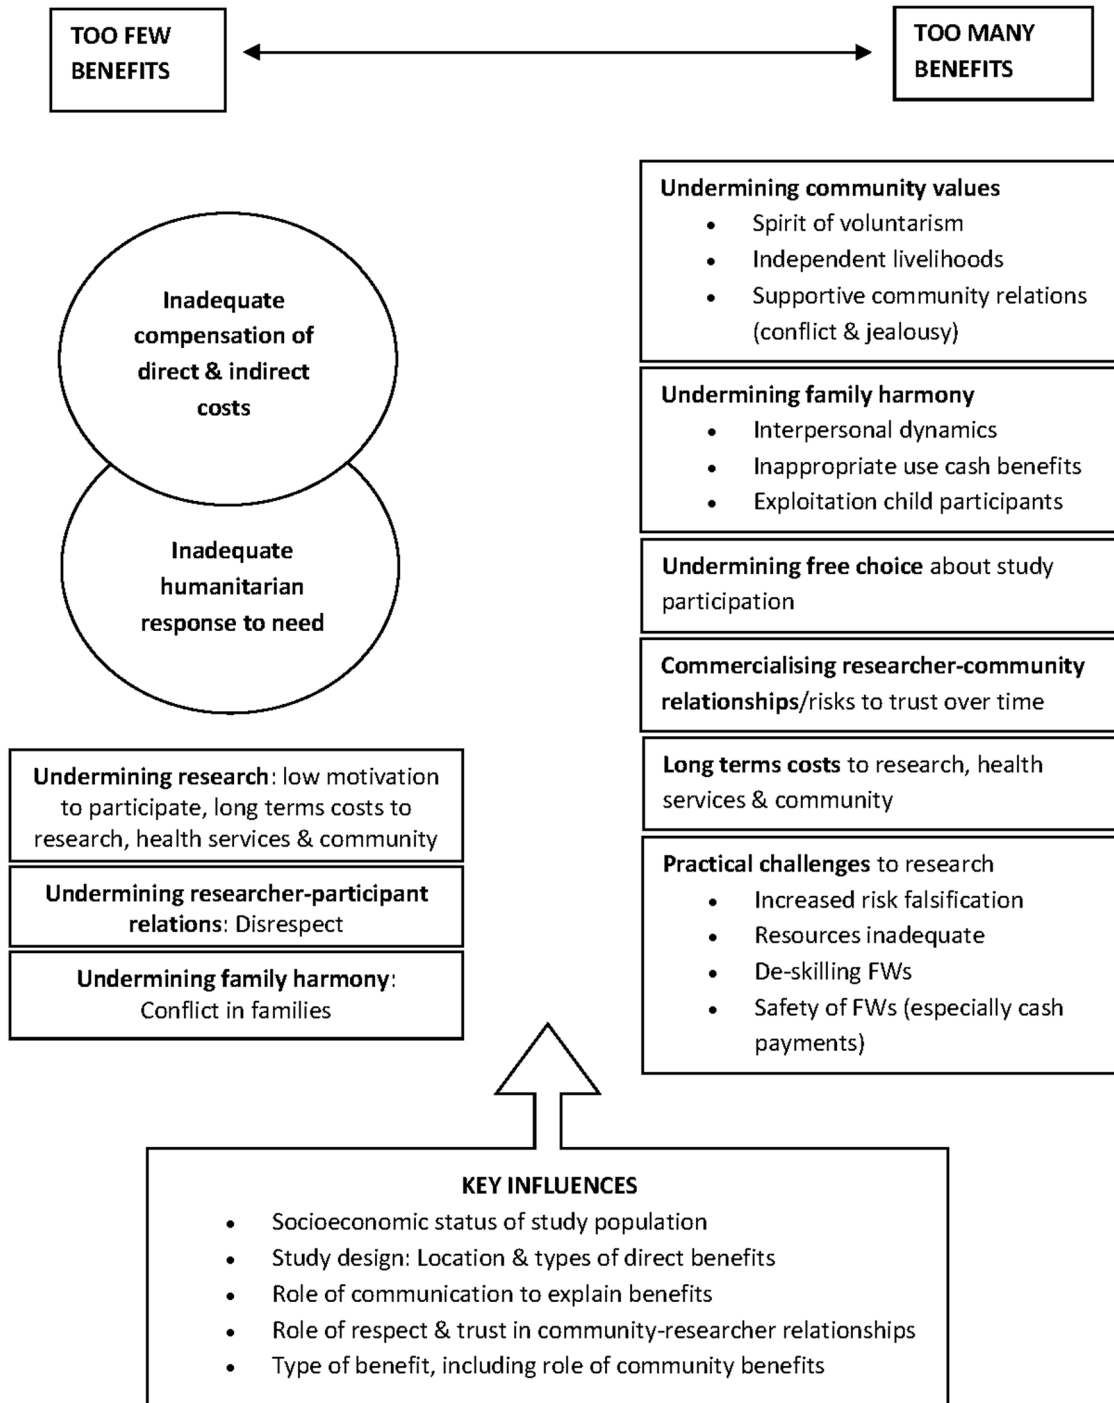 TOO FEW
BENEFITS
TOO MANY
BENEFITS
Inadequate
compensation of
direct & indirect
costs
Inadequate
humanitarian
response to need
Undermining research: low motivation
to participate, long terms costs to
research, health services & community
Undermining researcher-participant
relations: Disrespect
Undermining family harmony:
Conflict in families
Undermining community values
• Spirit of voluntarism
• Independent livelihoods
• Supportive community relations
(conflict & jealousy)
Undermining family harmony
• Interpersonal dynamics
• Inappropriate use cash benefits
• Exploitation child participants
Undermining free choice about study
participation
Commercialising researcher-community
relationships/risks to trust over time
Long terms costs to research, health
services & community
Practical challenges to research
• Increased risk falsification
• Resources inadequate
• De-skilling FWs
• Safety of FWs (especially cash
payments)
KEY INFLUENCES
• Socioeconomic status of study population
• Study design: Location & types of direct benefits
• Role of communication to explain benefits
• Role of respect & trust in community-researcher relationships
• Type of benefit, including role of community benefits